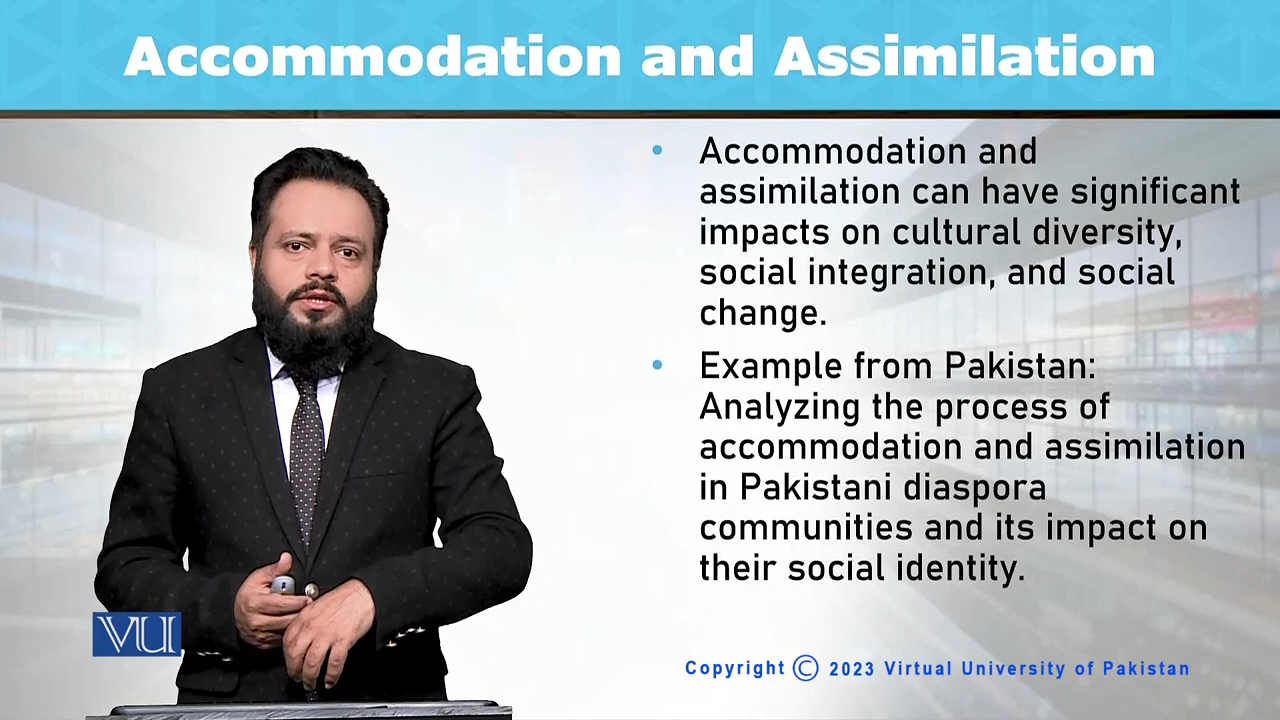 Accommodation and Assimilation
• Accommodation and
assimilation can have significant
impacts on cultural diversity,
social integration, and social
change.
• Example from Pakistan:
Analyzing the process of
accommodation and assimilation
in Pakistani diaspora
communities and its impact on
their social identity.
VU
Copyright © 2023 Virtual University of Pakistan